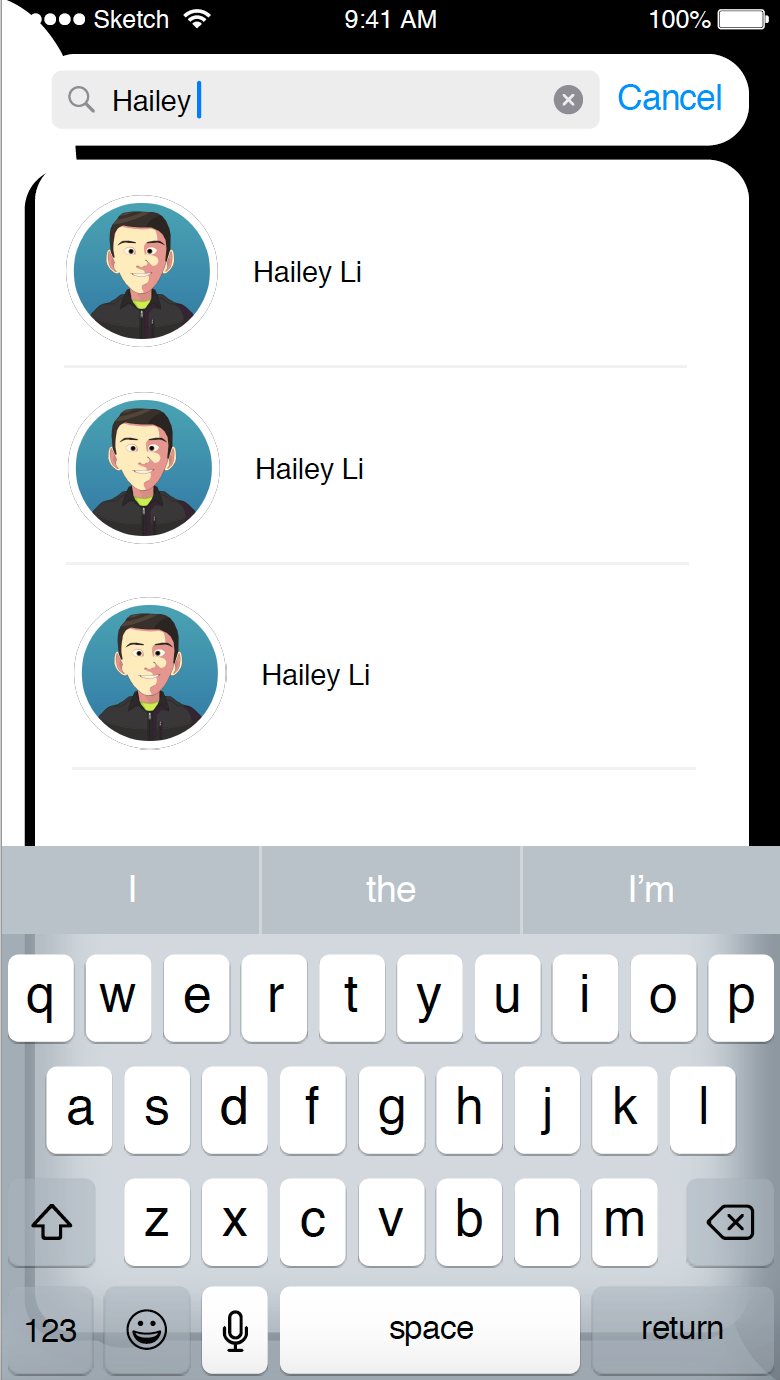 Sketch 9:41 AM 100%
Hailey Cancel
Hailey Li
Hailey Li
Hailey Li
I the I’m
q w e r t y u i o p
a s d f g h j k l
z x c v b n m
123 space return